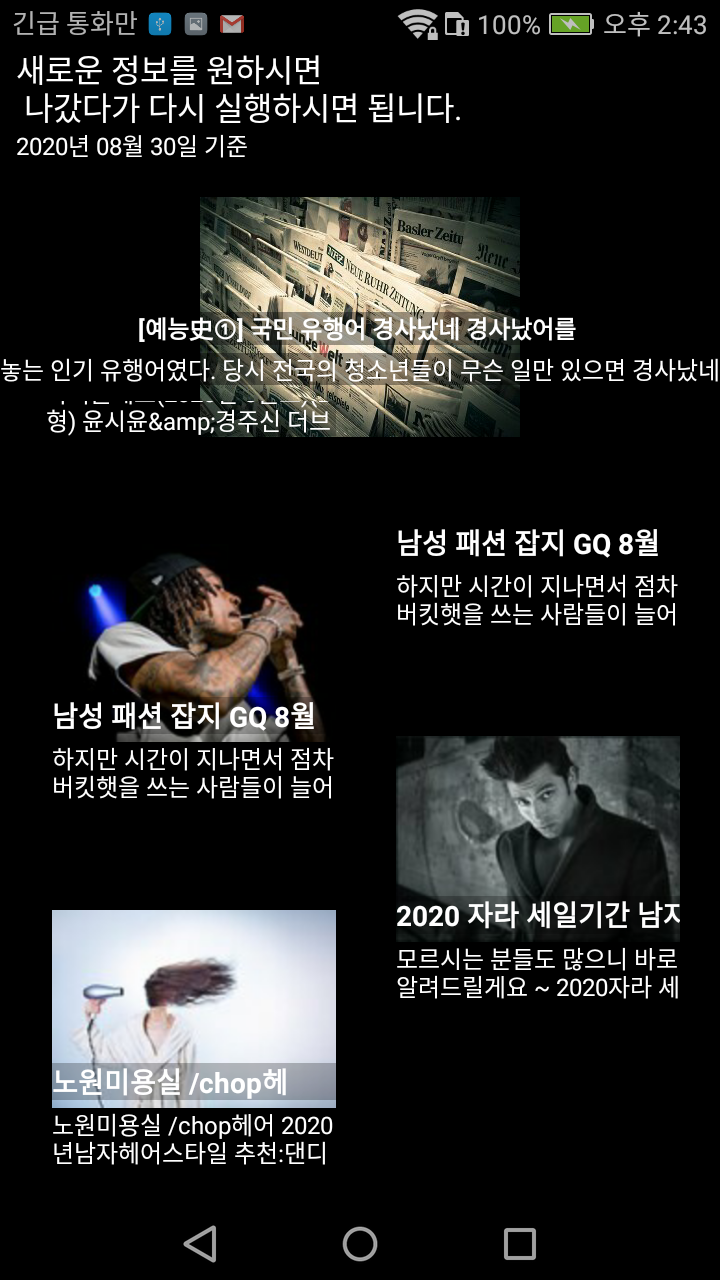 긴급 통화만
100%
오후 2:43
새로운 정보를 원하시면
나갔다가 다시 실행하시면 됩니다.
2020년 08월 30일 기준
Basler Zeitu
Neue
WESTDEUT
NRZ NEUE RUHR ZEITUNG
[예능史①] 국민 유행어 경사났네 경사났어를
Welt
놓는 인기 유행어였다. 당시 전국의 청소년들이 무슨 일만 있으면 경사났네
형) 윤시윤&amp;경주신 더브
남성 패션 잡지 GQ 8월
하지만 시간이 지나면서 점차
버킷햇을 쓰는 사람들이 늘어
남성 패션 잡지 GQ 8월
하지만 시간이 지나면서 점차
버킷햇을 쓰는 사람들이 늘어
2020 자라 세일기간 남자
모르시는 분들도 많으니 바로
알려드릴게요 ~ 2020자라 세
노원미용실 /chop헤
노원미용실 /chop헤어 2020
년남자헤어스타일 추천:댄디